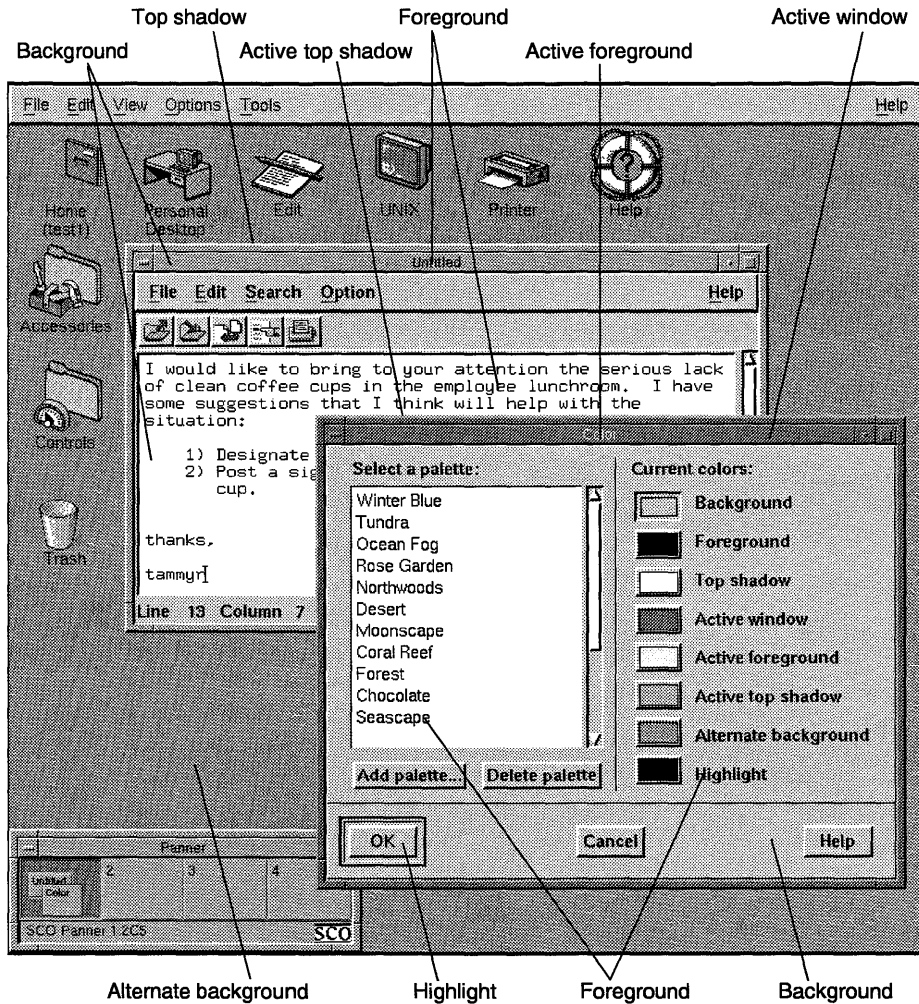 Top shadow Foreground Active window
Background Active top shadow Active foreground
File Edit View Options Tools Help
Home (test1)
Personal Desktop
Edit
UNIX
Printer
Help
Accessories
Controls
Trash
Untitled
File Edit Search Option Help
I would like to bring to your attention the serious lack
of clean coffee cups in the employee lunchroom. I have
some suggestions that I think will help with the
situation:
1) Designate
2) Post a sig
cup.
thanks,
tammyr
Line 13 Column 7
Color
Select a palette:
Winter Blue
Tundra
Ocean Fog
Rose Garden
Northwoods
Desert
Moonscape
Coral Reef
Forest
Chocolate
Seascape
Add palette... Delete palette
Current colors:
Background
Foreground
Top shadow
Active window
Active foreground
Active top shadow
Alternate background
Highlight
OK Cancel Help
Panner
Untitled
Color
2 3 4
SCO Panner 1.2C5 SCO
Alternate background Highlight Foreground Background